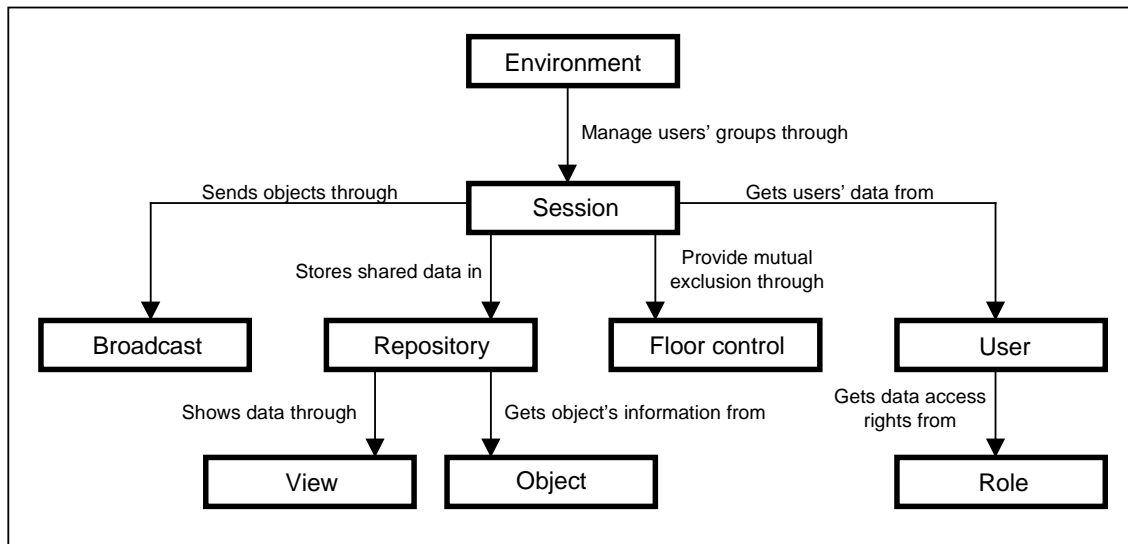 Environment
Manage users' groups through
Sends objects through
Session
Gets users' data from
Stores shared data in
Provide mutual
exclusion through
Broadcast
Repository
Floor control
User
Shows data through
Gets object's information from
Gets data access
rights from
View
Object
Role